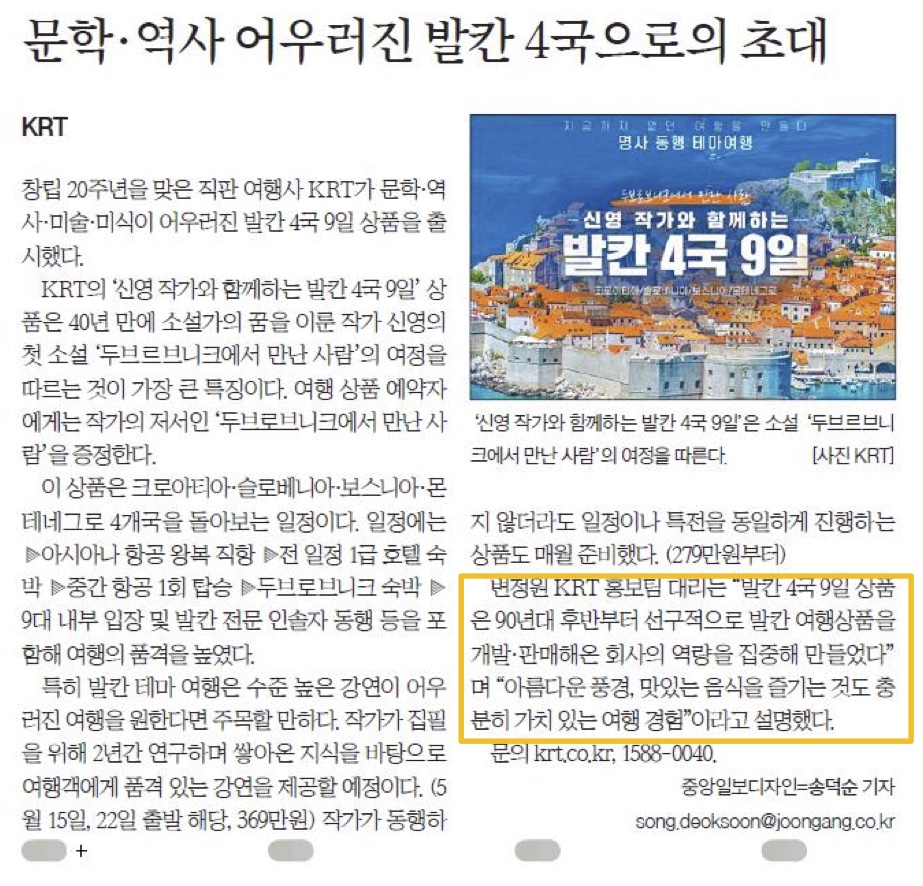 문학·역사 어우러진 발칸 4국으로의 초대
KRT
창립 20주년을 맞은 직판 여행사 KRT가 문학·역
사·미술·미식이 어우러진 발칸 4국 9일 상품을 출
시했다.
KRT의 ‘신영 작가와 함께하는 발칸 4국 9일’ 상
품은 40년 만에 소설가의 꿈을 이룬 작가 신영의
첫 소설 ‘두브르브니크에서 만난 사람’의 여정을
따르는 것이 가장 큰 특징이다. 여행 상품 예약자
에게는 작가의 저서인 ‘두브로브니크에서 만난 사
람’을 증정한다.
이 상품은 크로아티아·슬로베니아·보스니아·몬
테네그로 4개국을 돌아보는 일정이다. 일정에는
▶아시아나 항공 왕복 직항 ▶전 일정 1급 호텔 숙
박 ▶중간 항공 1회 탑승 ▶두브로브니크 숙박 ▶
9대 내부 입장 및 발칸 전문 인솔자 동행 등을 포
함해 여행의 품격을 높였다.
특히 발칸 테마 여행은 수준 높은 강연이 어우
러진 여행을 원한다면 주목할 만하다. 작가가 집필
을 위해 2년간 연구하며 쌓아온 지식을 바탕으로
여행객에게 품격 있는 강연을 제공할 예정이다. (5
월 15일, 22일 출발 해당, 369만원) 작가가 동행하
지금까지 없던 여행을 만들다
명사 동행 테마여행
두브로브니크에서 만난 사람
신영 작가와 함께하는
발칸 4국 9일
크로아티아/슬로베니아/보스니아/몬테네그로
‘신영 작가와 함께하는 발칸 4국 9일’은 소설 ‘두브르브니
크에서 만난 사람’의 여정을 따른다. [사진 KRT]
지 않더라도 일정이나 특전을 동일하게 진행하는
상품도 매월 준비했다. (279만원부터)
변정원 KRT 홍보팀 대리는 “발칸 4국 9일 상품
은 90년대 후반부터 선구적으로 발칸 여행상품을
개발·판매해온 회사의 역량을 집중해 만들었다”
며 “아름다운 풍경, 맛있는 음식을 즐기는 것도 충
분히 가치 있는 여행 경험”이라고 설명했다.
문의 krt.co.kr, 1588-0040.
중앙일보디자인=송덕순 기자
song.deoksoon@joongang.co.kr
+